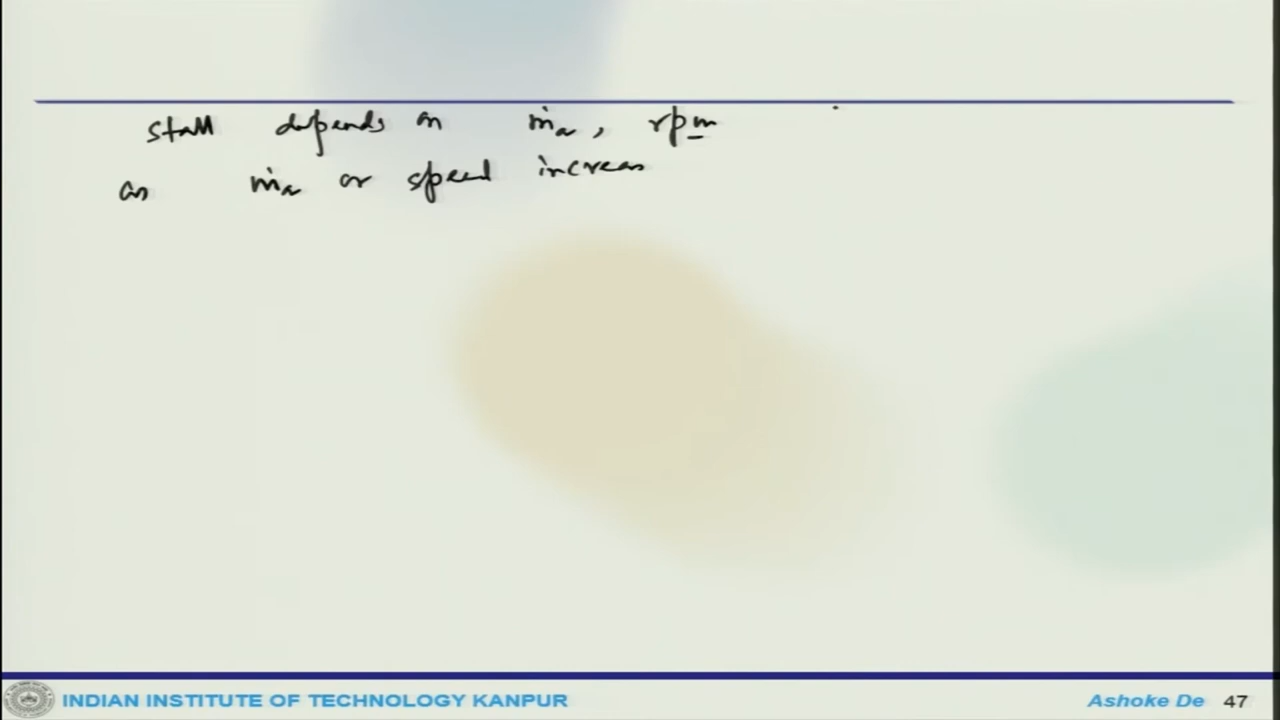 stall depends on ṁa, rpm
as ṁa or speed increas
INDIAN INSTITUTE OF TECHNOLOGY KANPUR
Ashoke De 47